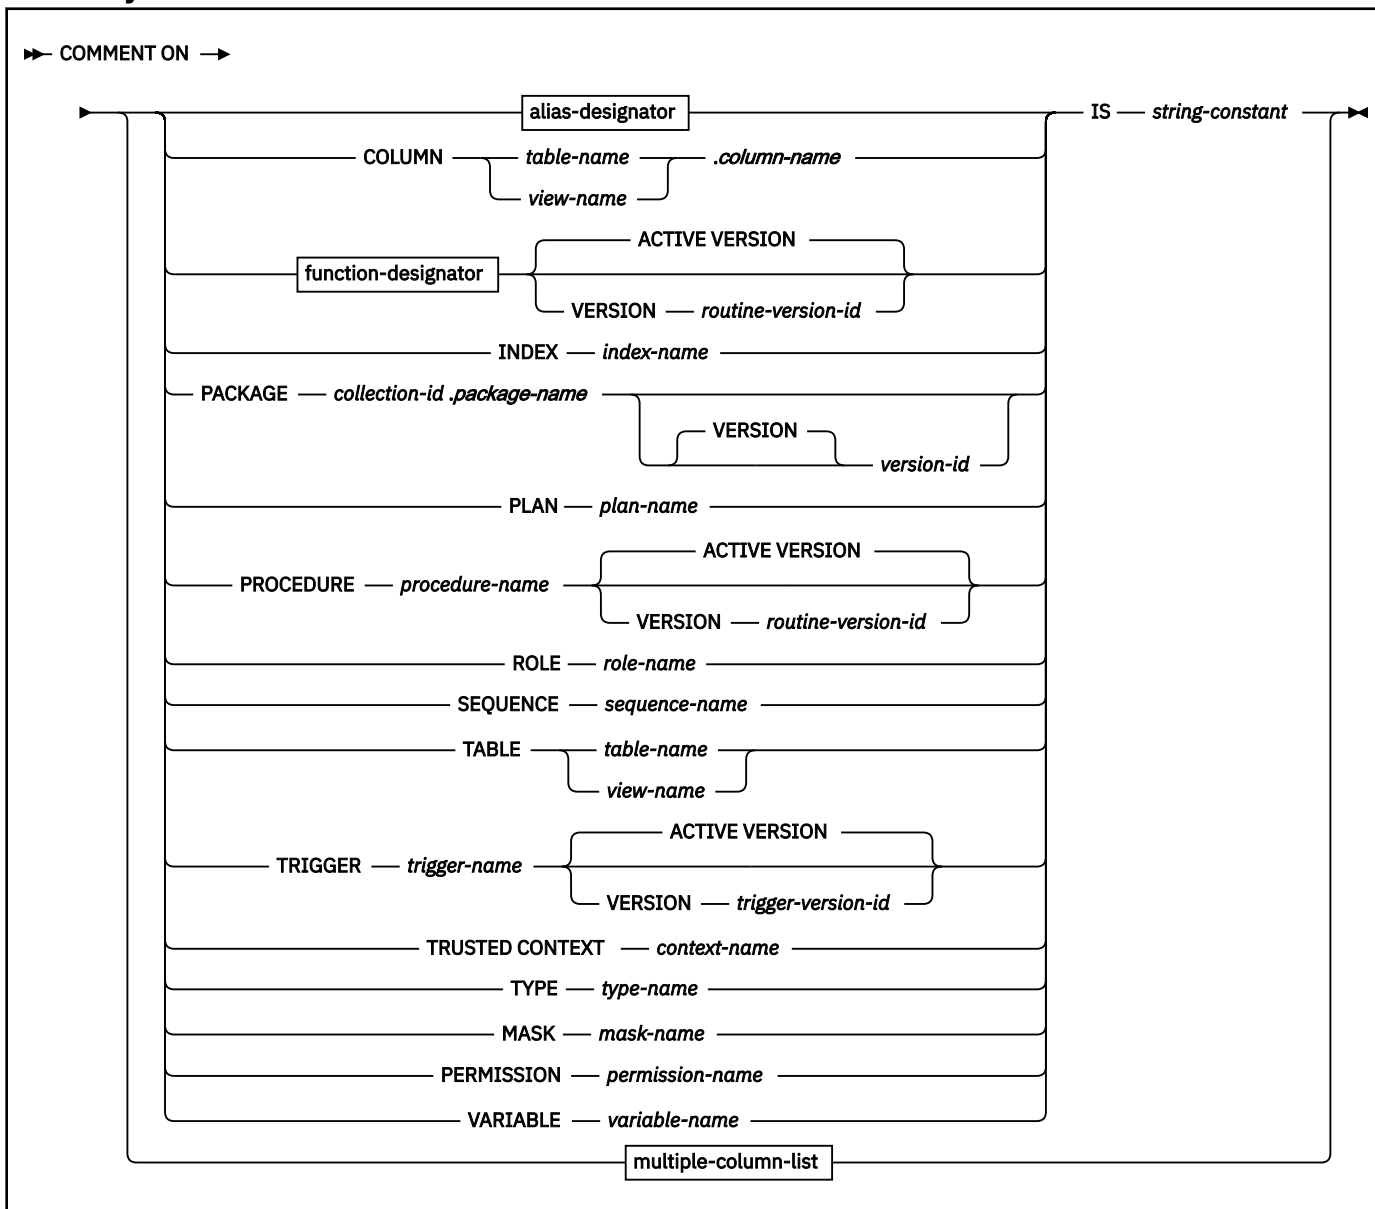 COMMENT ON
alias-designator IS string-constant
COLUMN table-name .column-name
view-name
ACTIVE VERSION
function-designator
VERSION routine-version-id
INDEX index-name
PACKAGE collection-id .package-name
VERSION
version-id
PLAN plan-name
ACTIVE VERSION
PROCEDURE procedure-name
VERSION routine-version-id
ROLE role-name
SEQUENCE sequence-name
TABLE table-name
view-name
ACTIVE VERSION
TRIGGER trigger-name
VERSION trigger-version-id
TRUSTED CONTEXT context-name
TYPE type-name
MASK mask-name
PERMISSION permission-name
VARIABLE variable-name
multiple-column-list